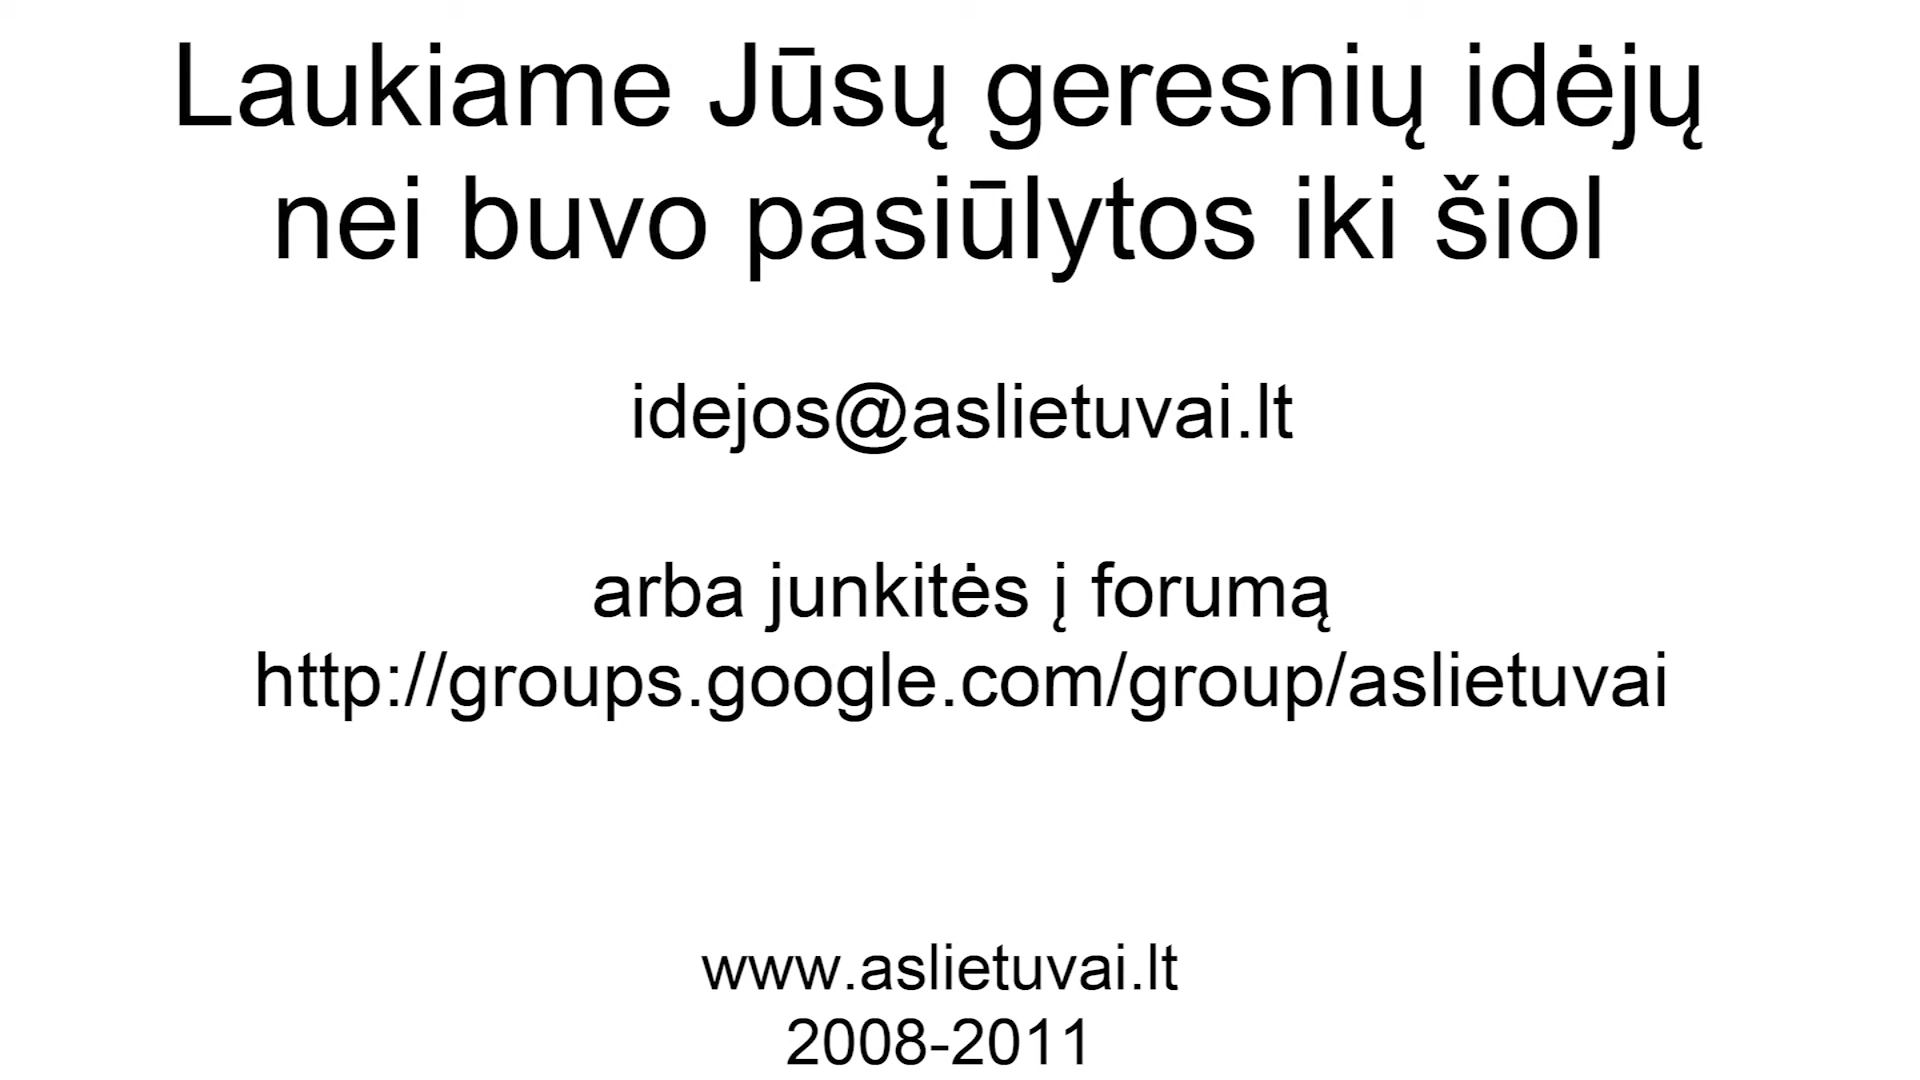 Laukiame Jūsų geresnių idėjų
nei buvo pasiūlytos iki šiol
idejos@aslietuvai.lt
arba junkitės į forumą
http://groups.google.com/group/aslietuvai
www.aslietuvai.lt
2008-2011